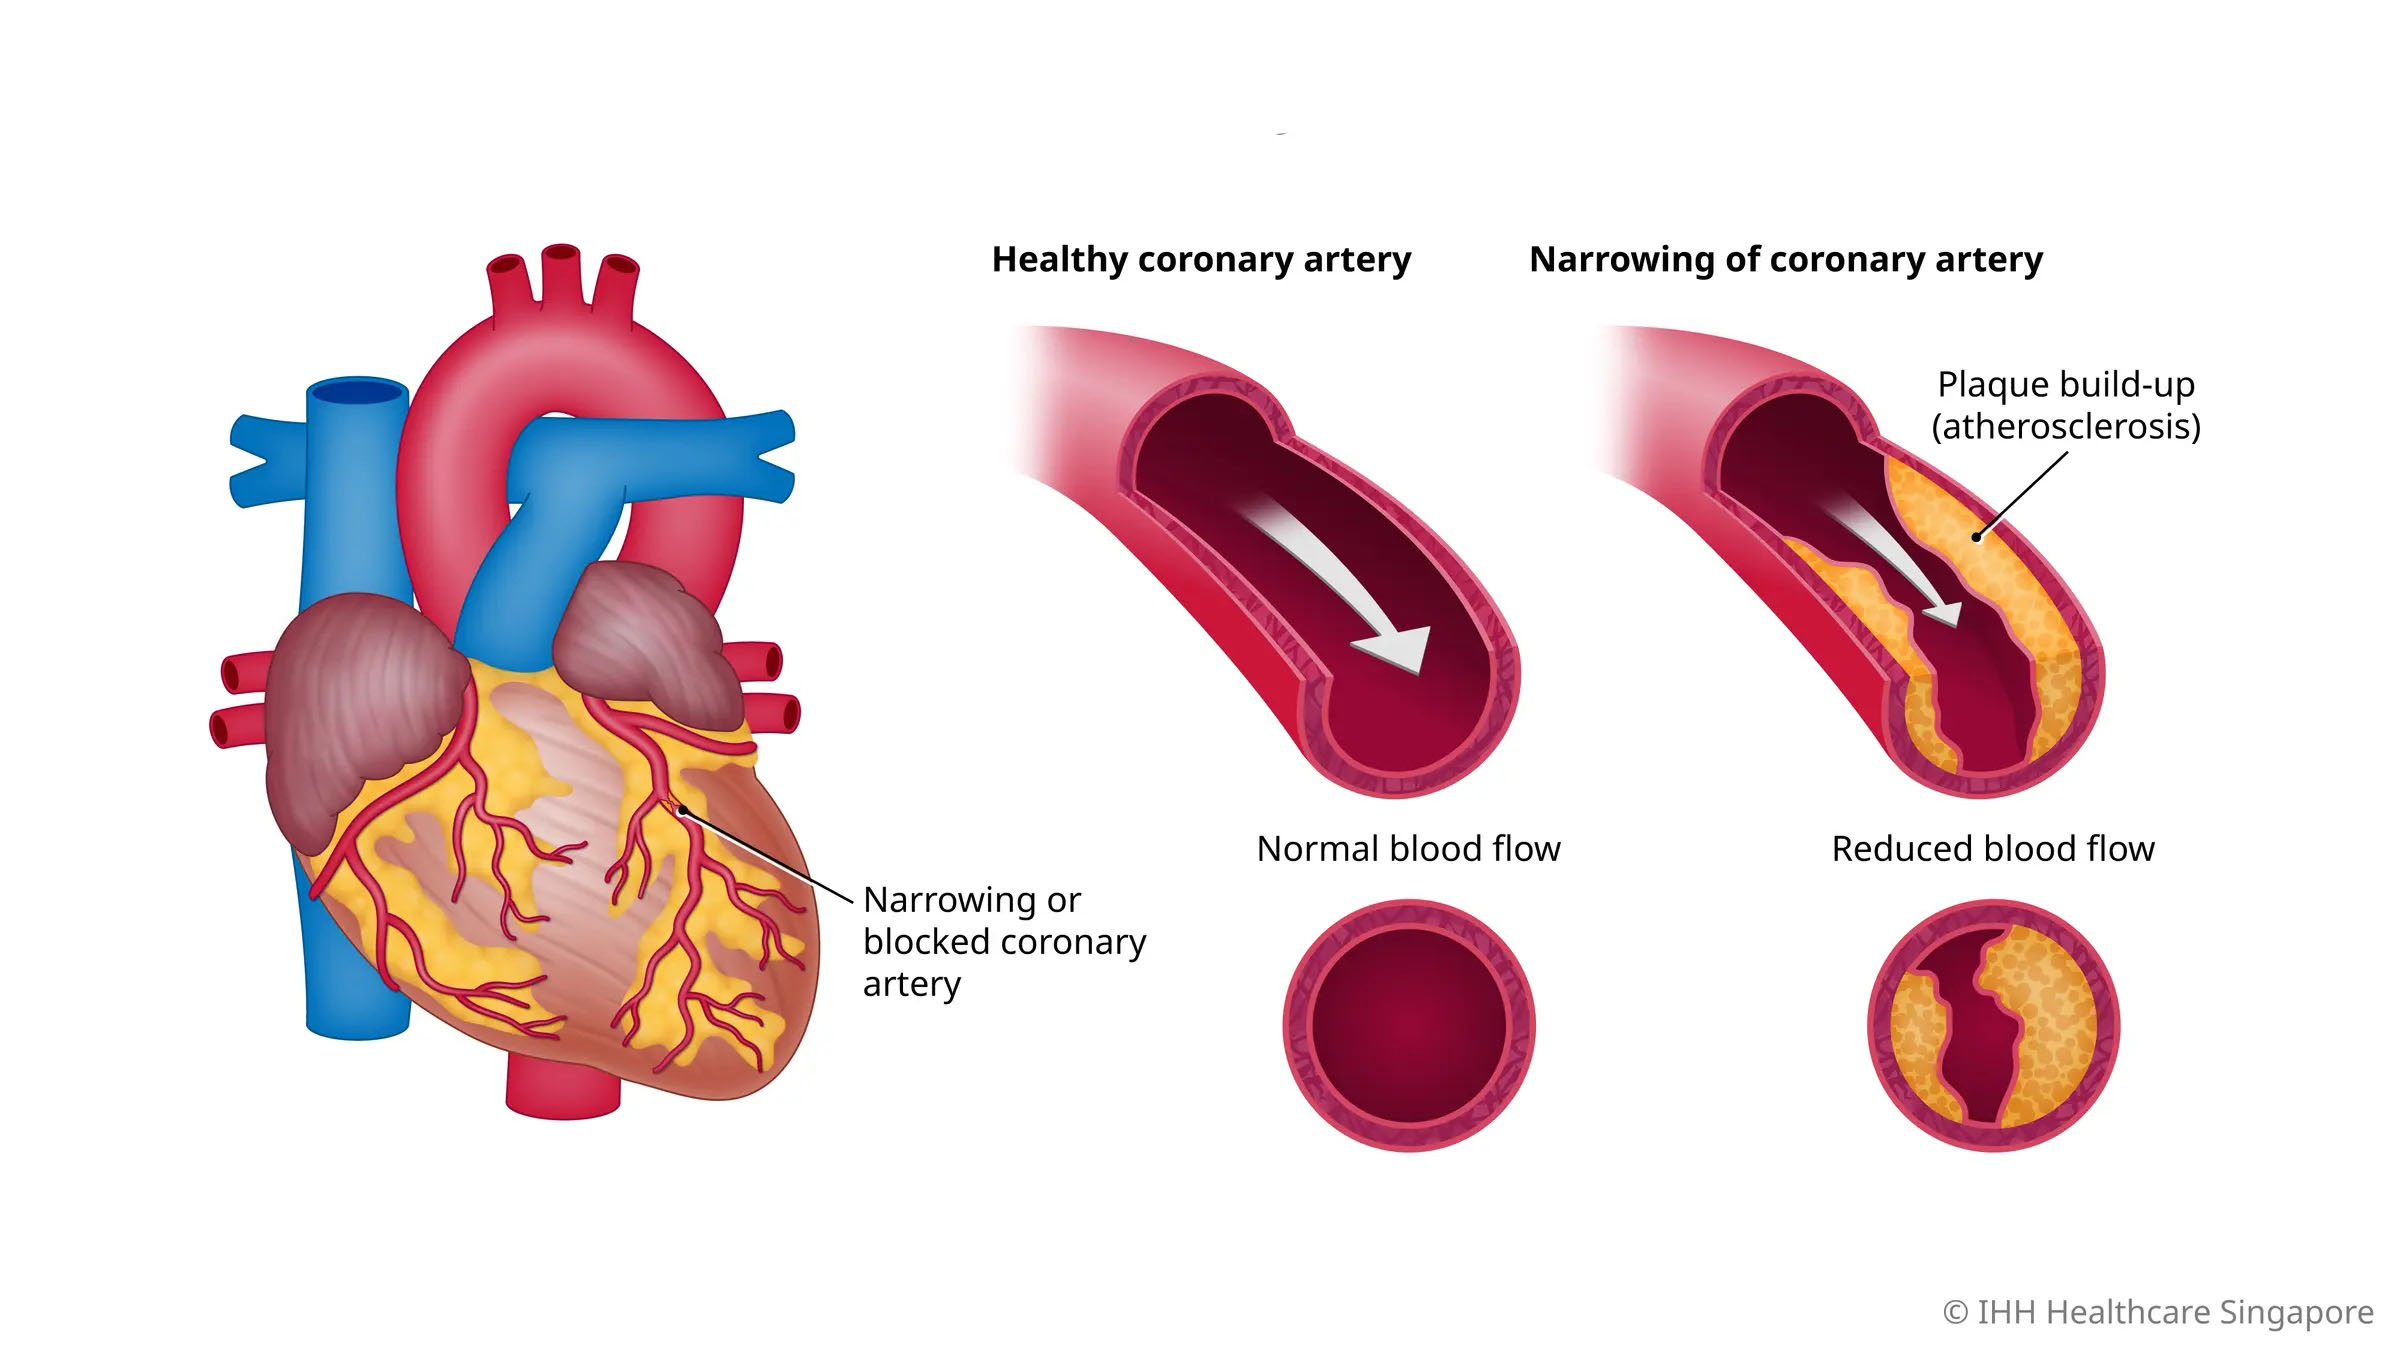 Healthy coronary artery
Narrowing of coronary artery
Plaque build-up
(atherosclerosis)
Normal blood flow
Reduced blood flow
Narrowing or
blocked coronary
artery
© IHH Healthcare Singapore